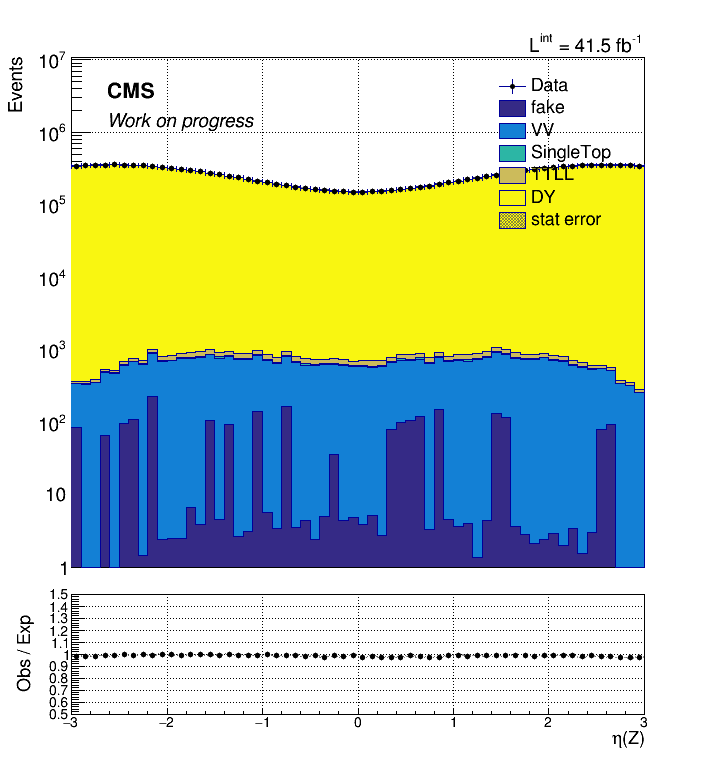 L^int = 41.5 fb^-1
Events
10^7
10^6
10^5
10^4
10^3
10^2
10
1
CMS
Work on progress
Data
fake
VV
SingleTop
TTLL
DY
stat error
Obs / Exp
1.5
1.4
1.3
1.2
1.1
1
0.9
0.8
0.7
0.6
0.5
−3 −2 −1 0 1 2 3
η(Z)